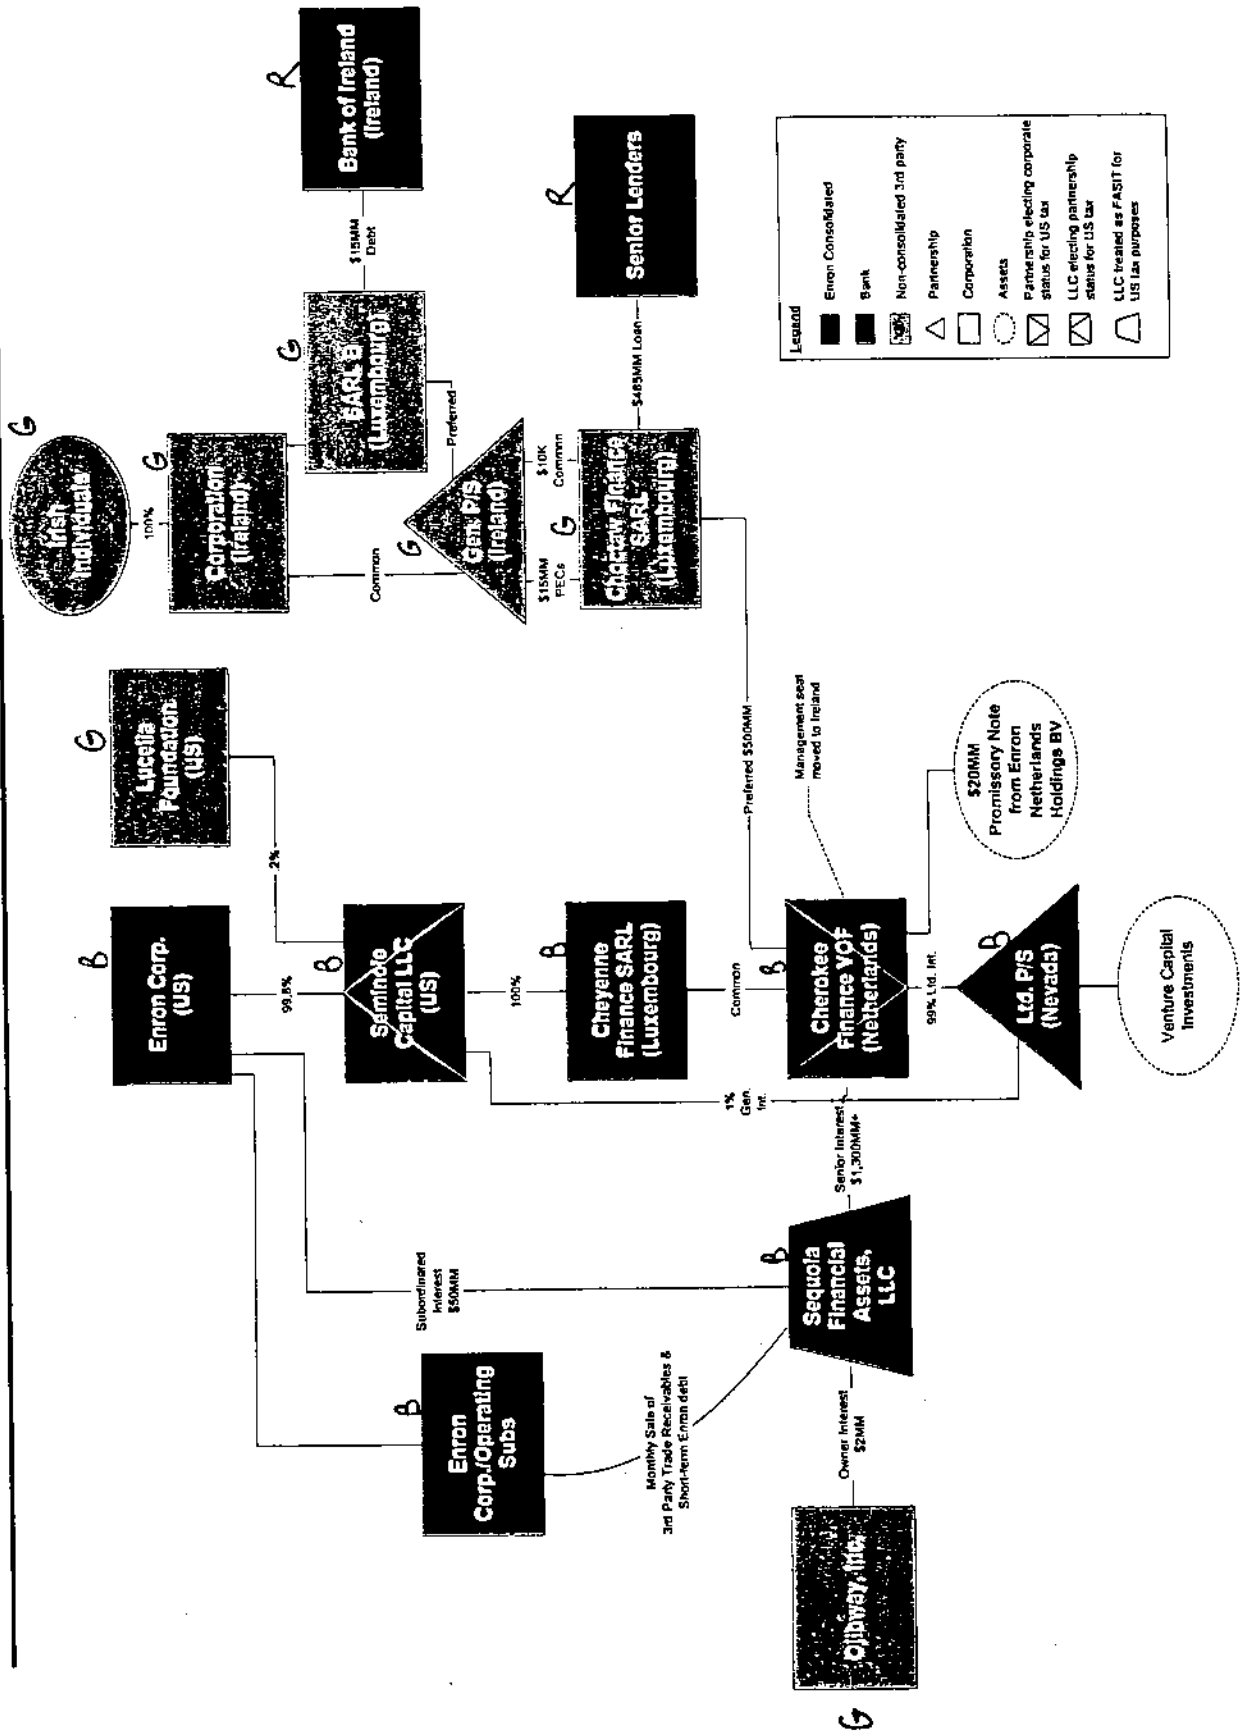 B
Enron Corp.
(US)
G
Lucelia
Foundation
(US)
G
Irish
Individuals
100%
G
Corporation
(Ireland)
R
Bank of Ireland
(Ireland)
$15MM
Debt
G
SARL B
(Luxembourg)
Preferred
Common
G
Gen. P/S
(Ireland)
$15MM
PECs
$10K
Common
G
Choctaw Finance
SARL
(Luxembourg)
$485MM Loan
R
Senior Lenders
99.8%
.2%
B
Seminole
Capital LLC
(US)
100%
B
Cheyenne
Finance SARL
(Luxembourg)
Common
Preferred $500MM
Management seat
moved to Ireland
B
Cherokee
Finance VOF
(Netherlands)
99% Ltd. Int.
1%
Gen.
Int.
B
Ltd. P/S
(Nevada)
Venture Capital
Investments
$20MM
Promissory Note
from Enron
Netherlands
Holdings BV
Subordinated
Interest
$50MM
B
Enron
Corp./Operating
Subs
Monthly Sale of
3rd Party Trade Receivables &
Short-term Enron debt
Senior Interest
$1,300MM+
B
Sequoia
Financial
Assets,
LLC
Owner Interest
$2MM
G
Ojibway, Inc.
Legend
Enron Consolidated
Bank
Non-consolidated 3rd party
Partnership
Corporation
Assets
Partnership electing corporate
status for US tax
LLC electing partnership
status for US tax
LLC treated as FASIT for
US tax purposes